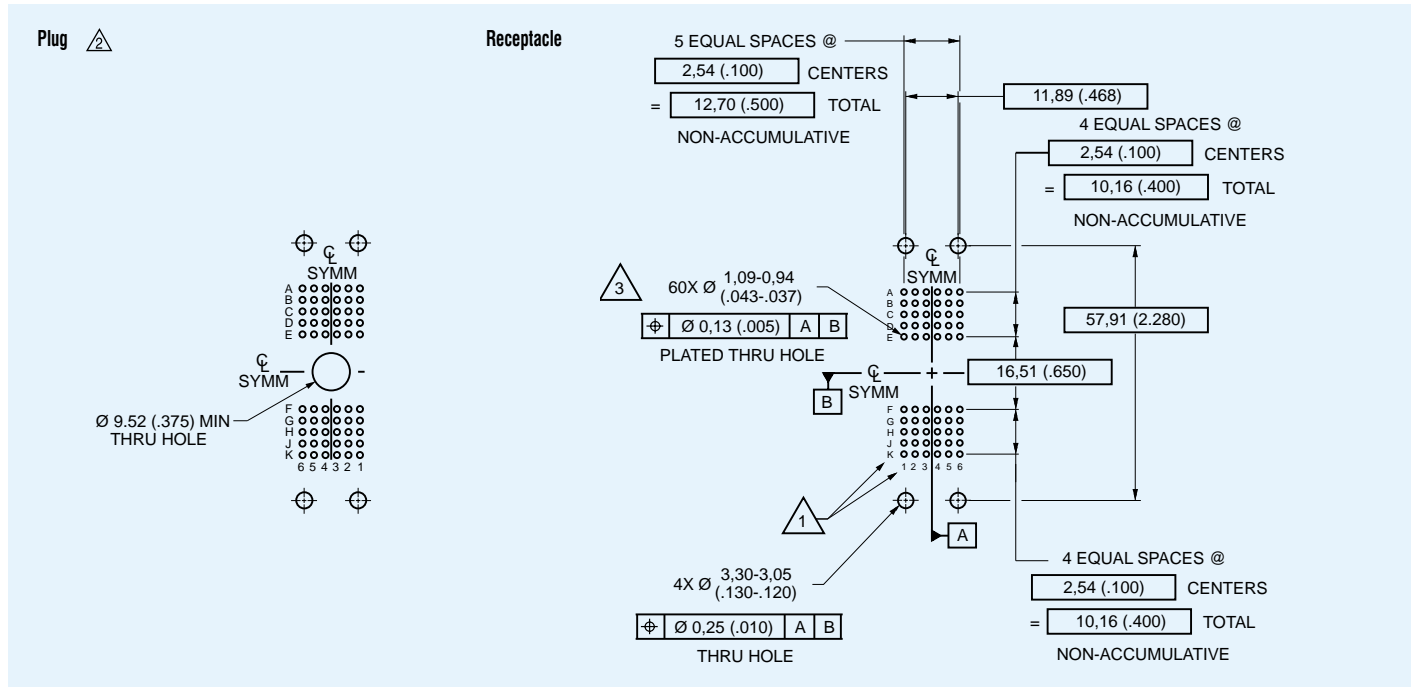 Plug 2
Receptacle
5 EQUAL SPACES @
2,54 (.100) CENTERS
= 12,70 (.500) TOTAL
NON-ACCUMULATIVE
11,89 (.468)
4 EQUAL SPACES @
2,54 (.100) CENTERS
= 10,16 (.400) TOTAL
NON-ACCUMULATIVE
℄
SYMM
A
B
C
D
E
℄
SYMM
Ø 9.52 (.375) MIN
THRU HOLE
F
G
H
J
K
6 5 4 3 2 1
3
60X Ø 1,09-0,94
(.043-.037)
⌖ Ø 0,13 (.005) A B
PLATED THRU HOLE
℄
SYMM
A
B
C
D
E
57,91 (2.280)
16,51 (.650)
℄
SYMM
B
F
G
H
J
K
1 2 3 4 5 6
1
A
4X Ø 3,30-3,05
(.130-.120)
⌖ Ø 0,25 (.010) A B
THRU HOLE
4 EQUAL SPACES @
2,54 (.100) CENTERS
= 10,16 (.400) TOTAL
NON-ACCUMULATIVE